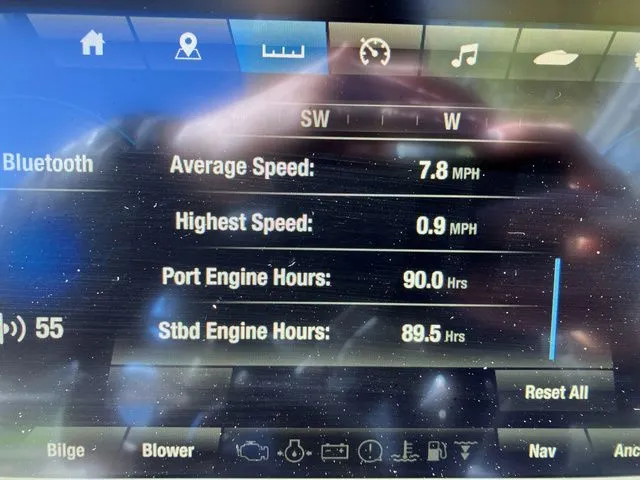 SW W
Bluetooth
Average Speed: 7.8 MPH
Highest Speed: 0.9 MPH
Port Engine Hours: 90.0 Hrs
55
Stbd Engine Hours: 89.5 Hrs
Reset All
Bilge Blower Nav Anc